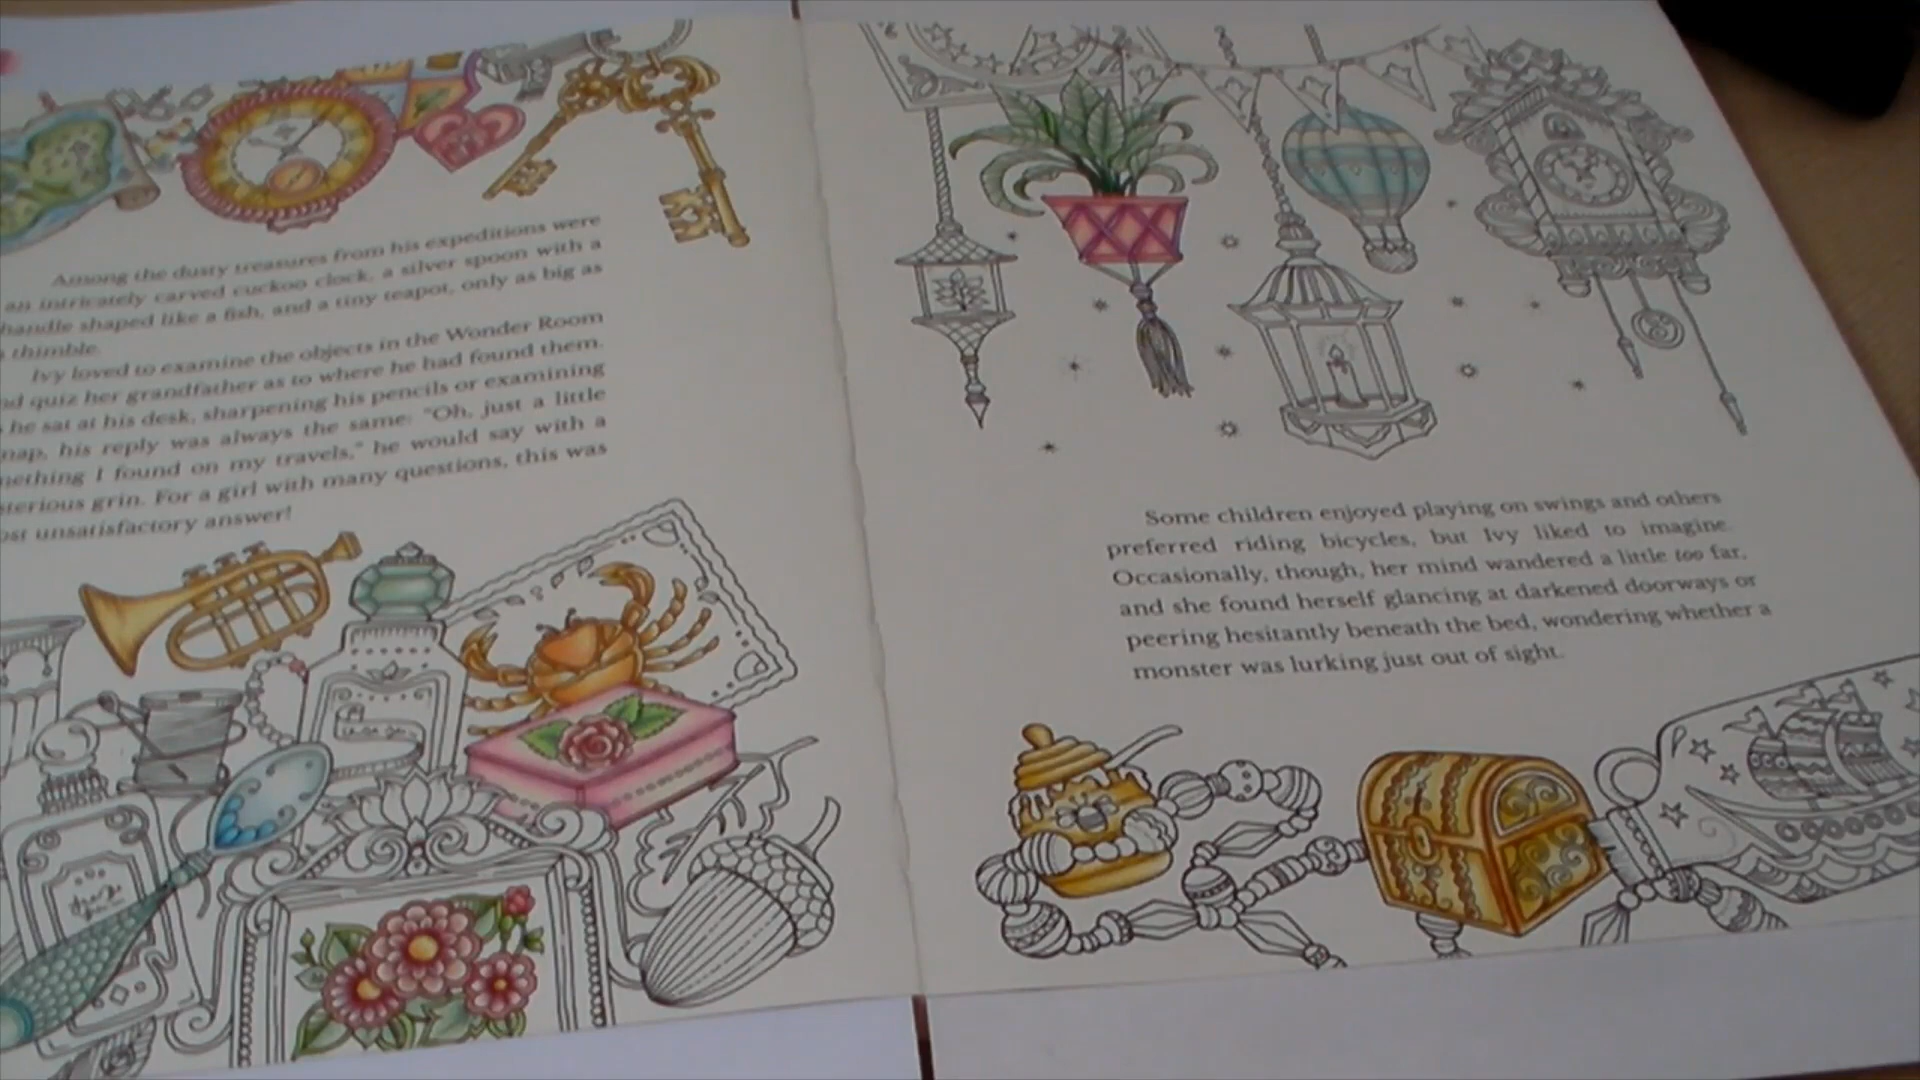 Among the dusty treasures from his expeditions were
an intricately carved cuckoo clock, a silver spoon with a
handle shaped like a fish, and a tiny teapot, only as big as
thimble.
Ivy loved to examine the objects in the Wonder Room
quiz her grandfather as to where he had found them.
he sat at his desk, sharpening his pencils or examining
map, his reply was always the same: "Oh, just a little
mething I found on my travels," he would say with a
sterious grin. For a girl with many questions, this was
ost unsatisfactory answer!
Some children enjoyed playing on swings and others
preferred riding bicycles, but Ivy liked to imagine.
Occasionally, though, her mind wandered a little too far,
and she found herself glancing at darkened doorways or
peering hesitantly beneath the bed, wondering whether a
monster was lurking just out of sight.